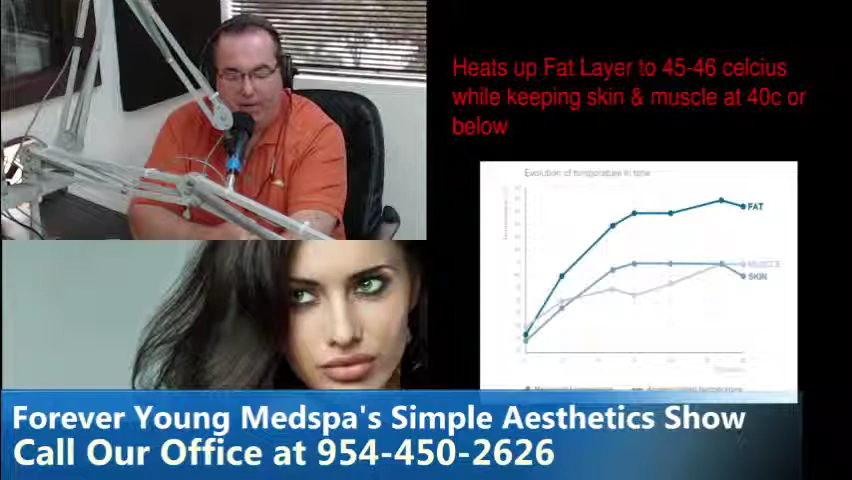 Heats up Fat Layer to 45-46 celcius
while keeping skin & muscle at 40c or
below
Evolution of temperature in time
FAT
MUSCLE
SKIN
Forever Young Medspa's Simple Aesthetics Show
Call Our Office at 954-450-2626